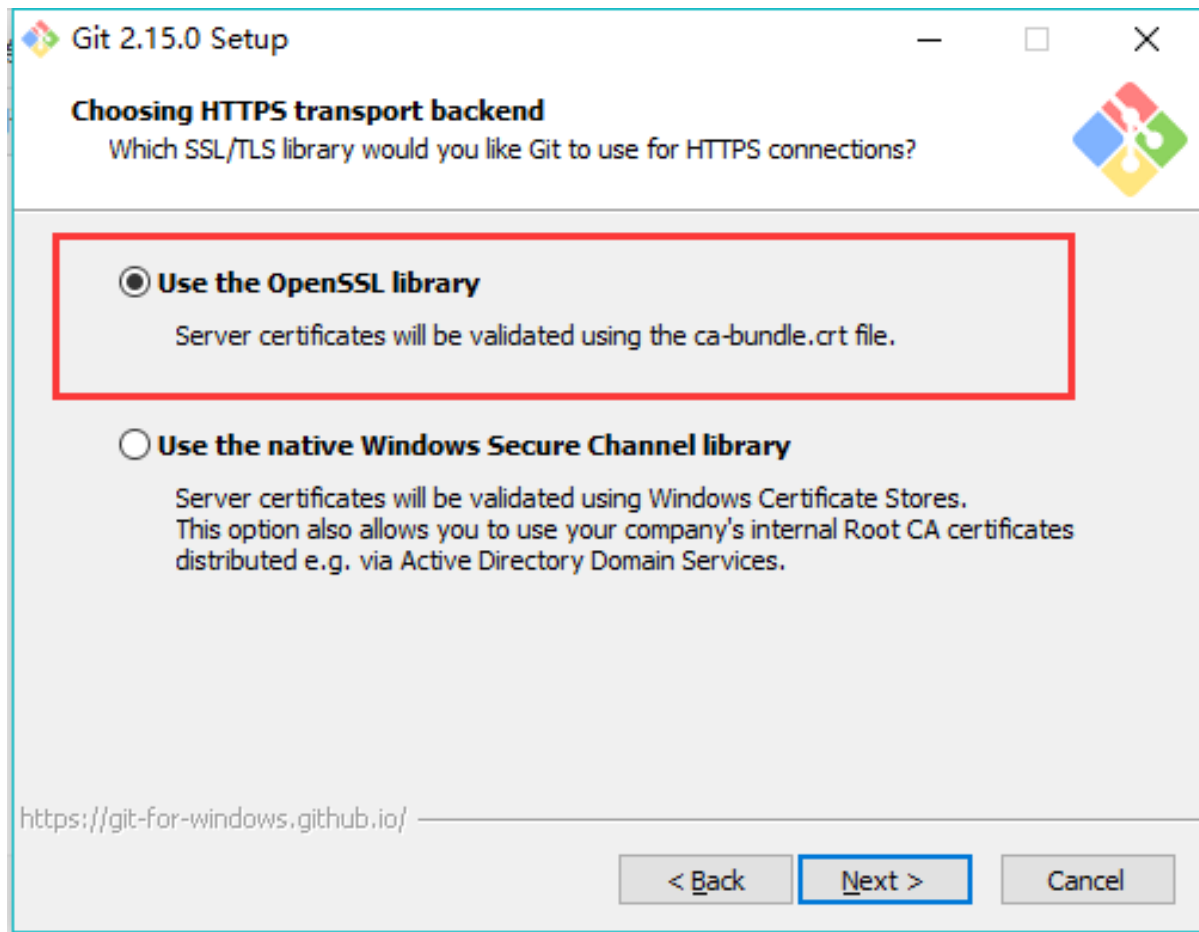 Git 2.15.0 Setup
Choosing HTTPS transport backend
Which SSL/TLS library would you like Git to use for HTTPS connections?
Use the OpenSSL library
Server certificates will be validated using the ca-bundle.crt file.
Use the native Windows Secure Channel library
Server certificates will be validated using Windows Certificate Stores.
This option also allows you to use your company's internal Root CA certificates
distributed e.g. via Active Directory Domain Services.
https://git-for-windows.github.io/
< Back
Next >
Cancel